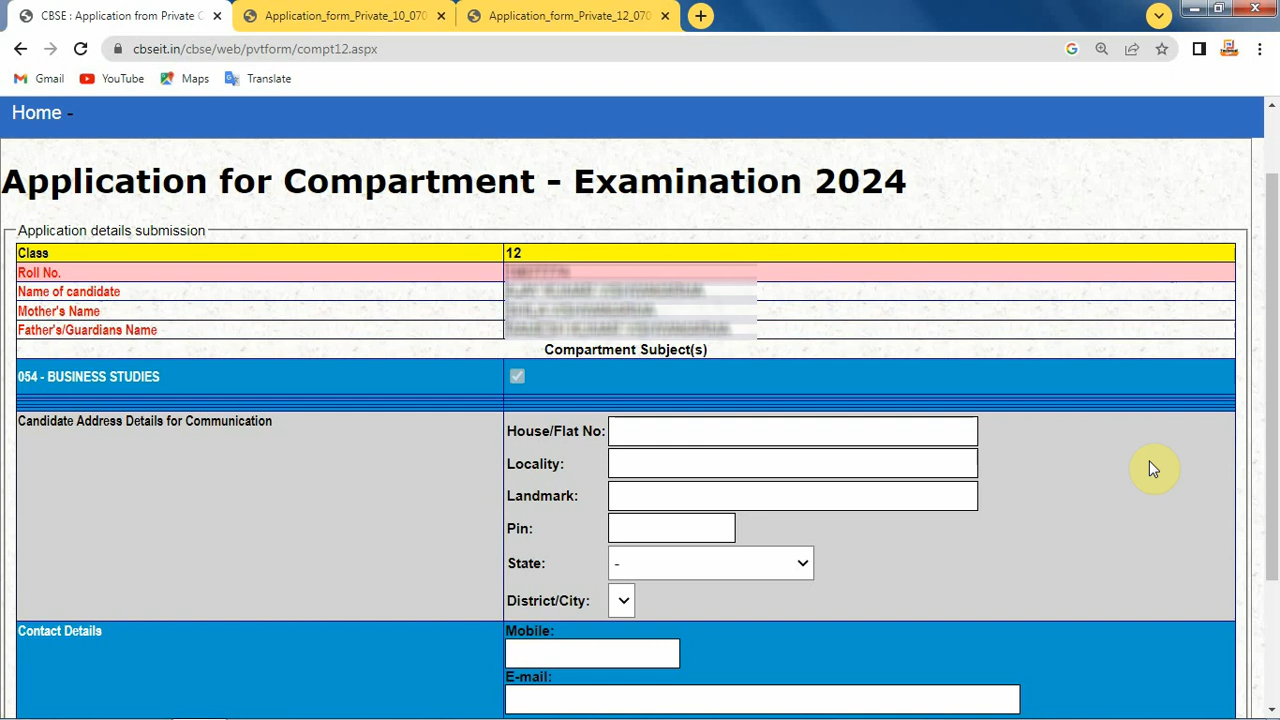 CBSE : Application from Private C
Application_form_Private_10_070
Application_form_Private_12_070
cbseit.in/cbse/web/pvtform/compt12.aspx
Gmail YouTube Maps Translate
Home -
Application for Compartment - Examination 2024
Application details submission
Class 12
Roll No.
Name of candidate
Mother's Name
Father's/Guardians Name
Compartment Subject(s)
054 - BUSINESS STUDIES
Candidate Address Details for Communication
House/Flat No:
Locality:
Landmark:
Pin:
State: -
District/City:
Contact Details
Mobile:
E-mail: